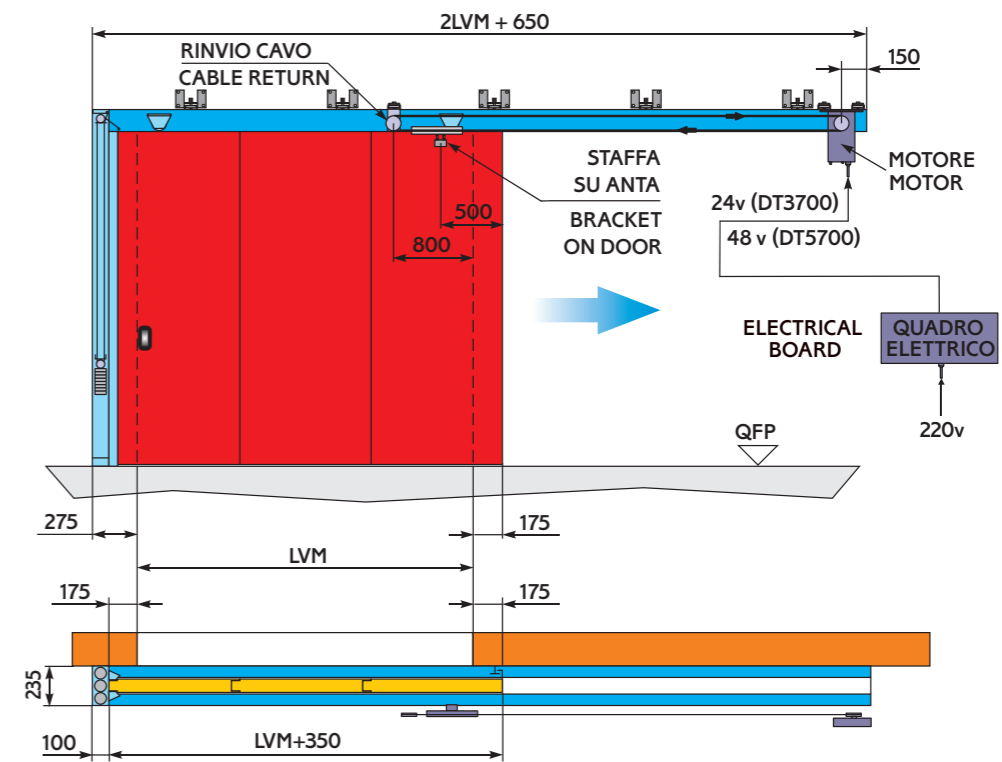 2LVM + 650
RINVIO CAVO
CABLE RETURN
150
STAFFA
SU ANTA
BRACKET
ON DOOR
500
800
MOTORE
MOTOR
24v (DT3700)
48 v (DT5700)
ELECTRICAL
BOARD
QUADRO
ELETTRICO
220v
QFP
275
175
LVM
175
175
235
100
LVM+350